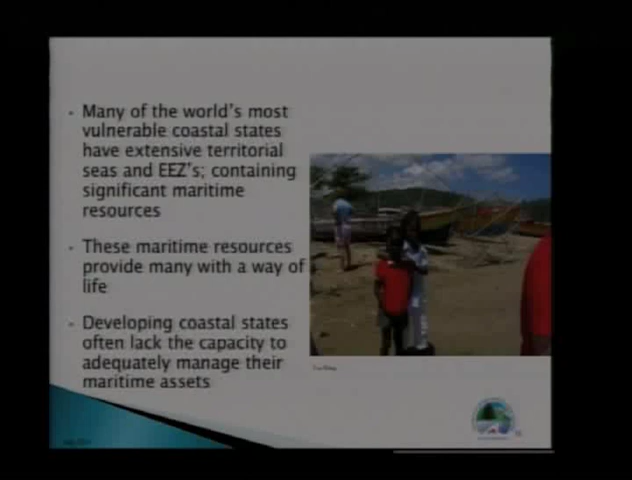 Many of the world's most
vulnerable coastal states
have extensive territorial
seas and EEZ's; containing
significant maritime
resources
These maritime resources
provide many with a way of
life
Developing coastal states
often lack the capacity to
adequately manage their
maritime assets